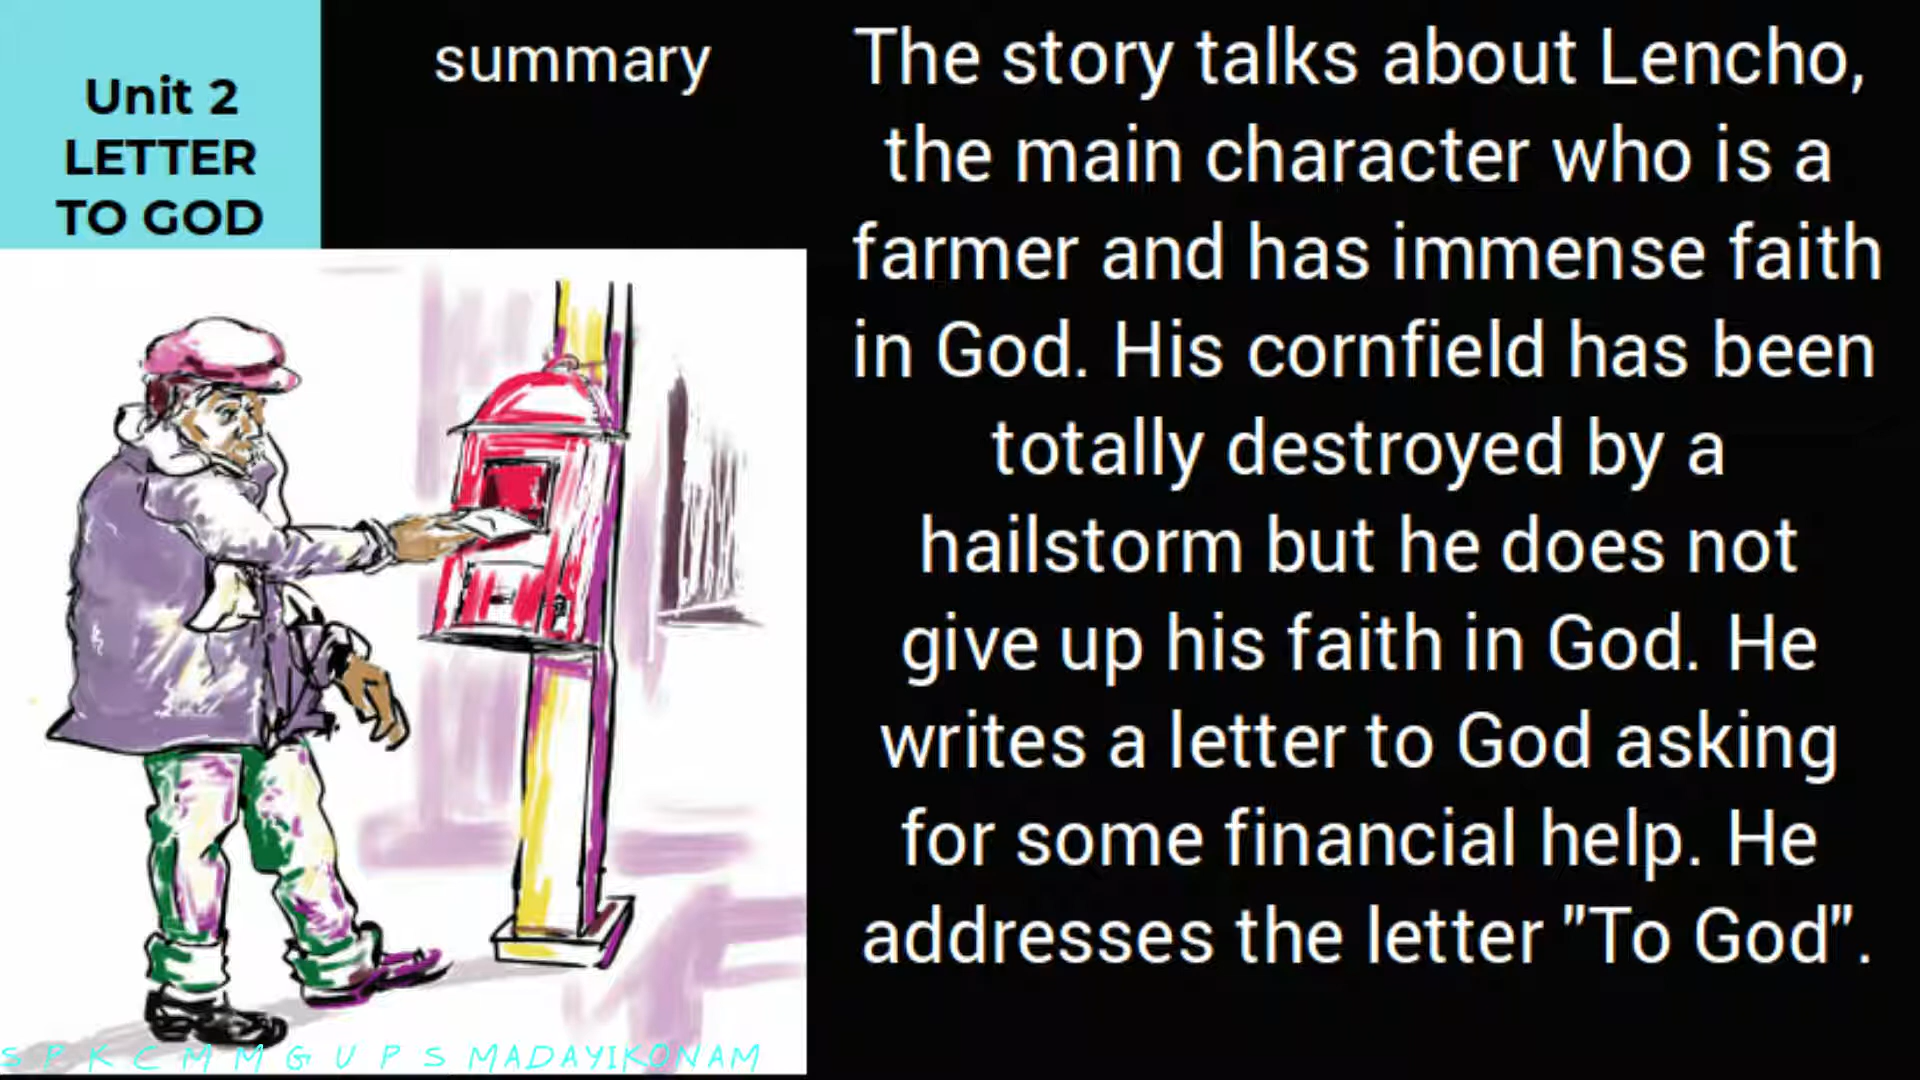 Unit 2
LETTER
TO GOD
summary
The story talks about Lencho,
the main character who is a
farmer and has immense faith
in God. His cornfield has been
totally destroyed by a
hailstorm but he does not
give up his faith in God. He
writes a letter to God asking
for some financial help. He
addresses the letter "To God".
S P K C M M G U P S MADAYIKONAM